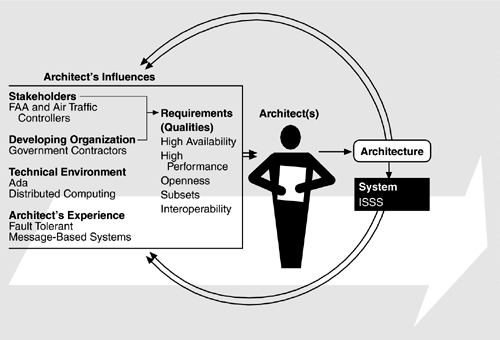 Architect's Influences
Stakeholders
FAA and Air Traffic
Controllers
Developing Organization
Government Contractors
Technical Environment
Ada
Distributed Computing
Architect's Experience
Fault Tolerant
Message-Based Systems
Requirements
(Qualities)
High Availability
High
Performance
Openness
Subsets
Interoperability
Architect(s)
Architecture
System
ISSS